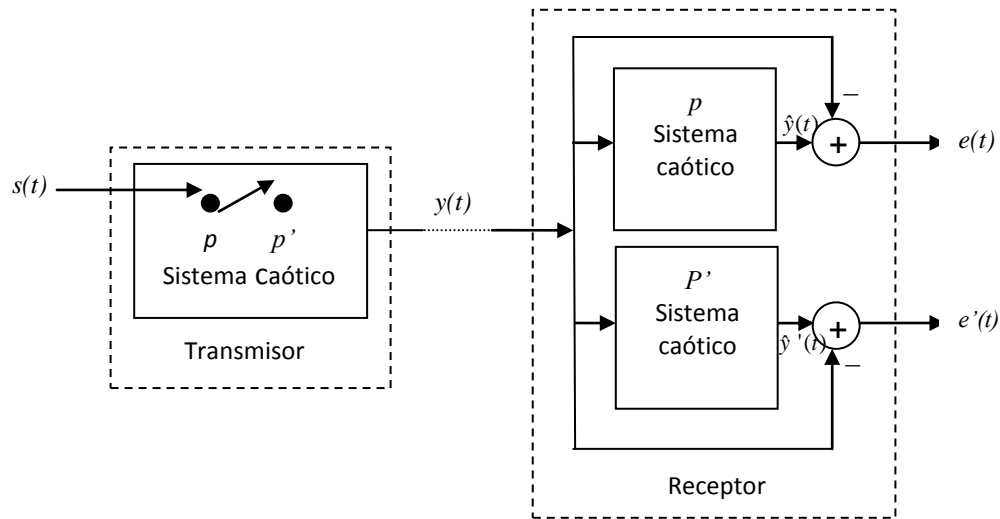 s(t)
p p’
Sistema Caótico
Transmisor
y(t)
p
Sistema
caótico
ŷ(t)
–
+
e(t)
P’
Sistema
caótico
ŷ '(t)
+
–
e’(t)
Receptor